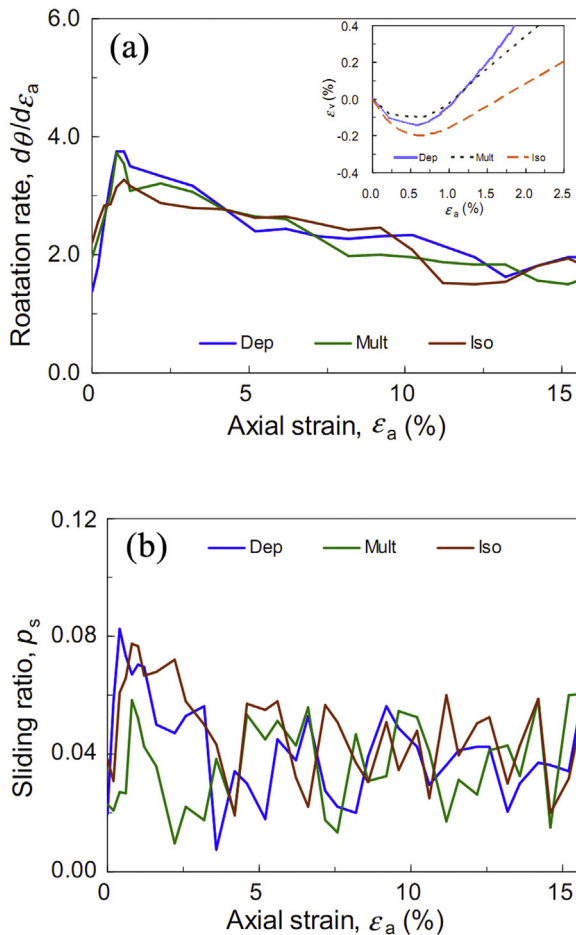 (a)
6.0
4.0
2.0
0.0
Roatation rate, dθ/dεa
0.4
0.2
0.0
-0.2
-0.4
εv (%)
Dep Mult Iso
0.0 0.5 1.0 1.5 2.0 2.5
εa (%)
Dep Mult Iso
0 5 10 15
Axial strain, εa (%)
(b)
0.12
0.08
0.04
0.00
Sliding ratio, ps
Dep Mult Iso
0 5 10 15
Axial strain, εa (%)